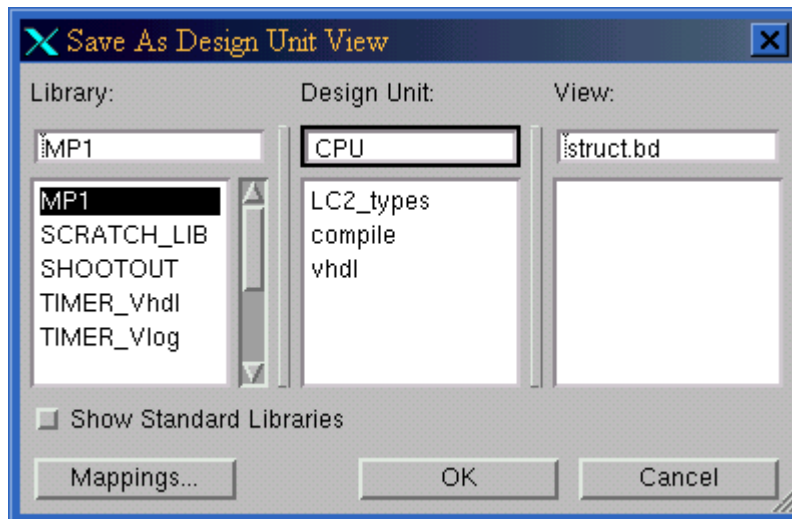 Save As Design Unit View
Library:
Design Unit:
View:
MP1
CPU
struct.bd
MP1
SCRATCH_LIB
SHOOTOUT
TIMER_Vhdl
TIMER_Vlog
LC2_types
compile
vhdl
Show Standard Libraries
Mappings...
OK
Cancel